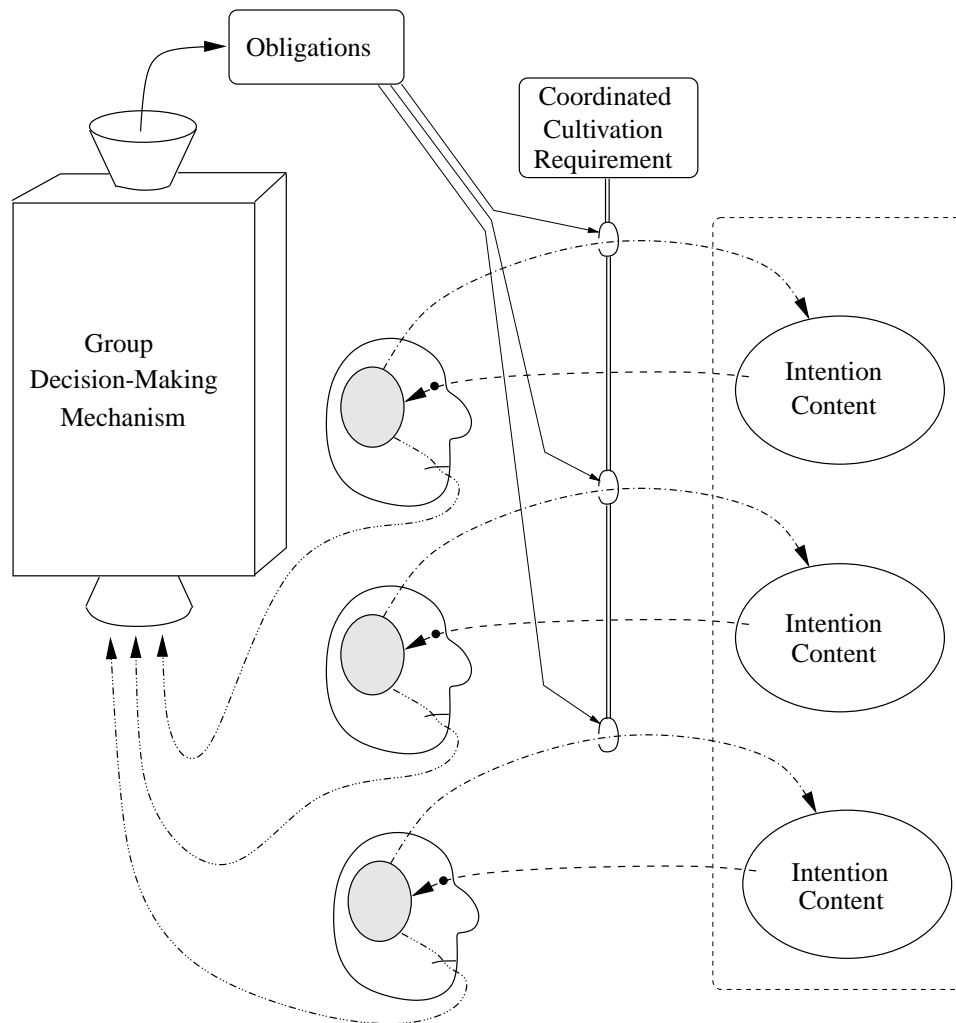 Obligations
Coordinated
Cultivation
Requirement
Group
Decision-Making
Mechanism
Intention
Content
Intention
Content
Intention
Content